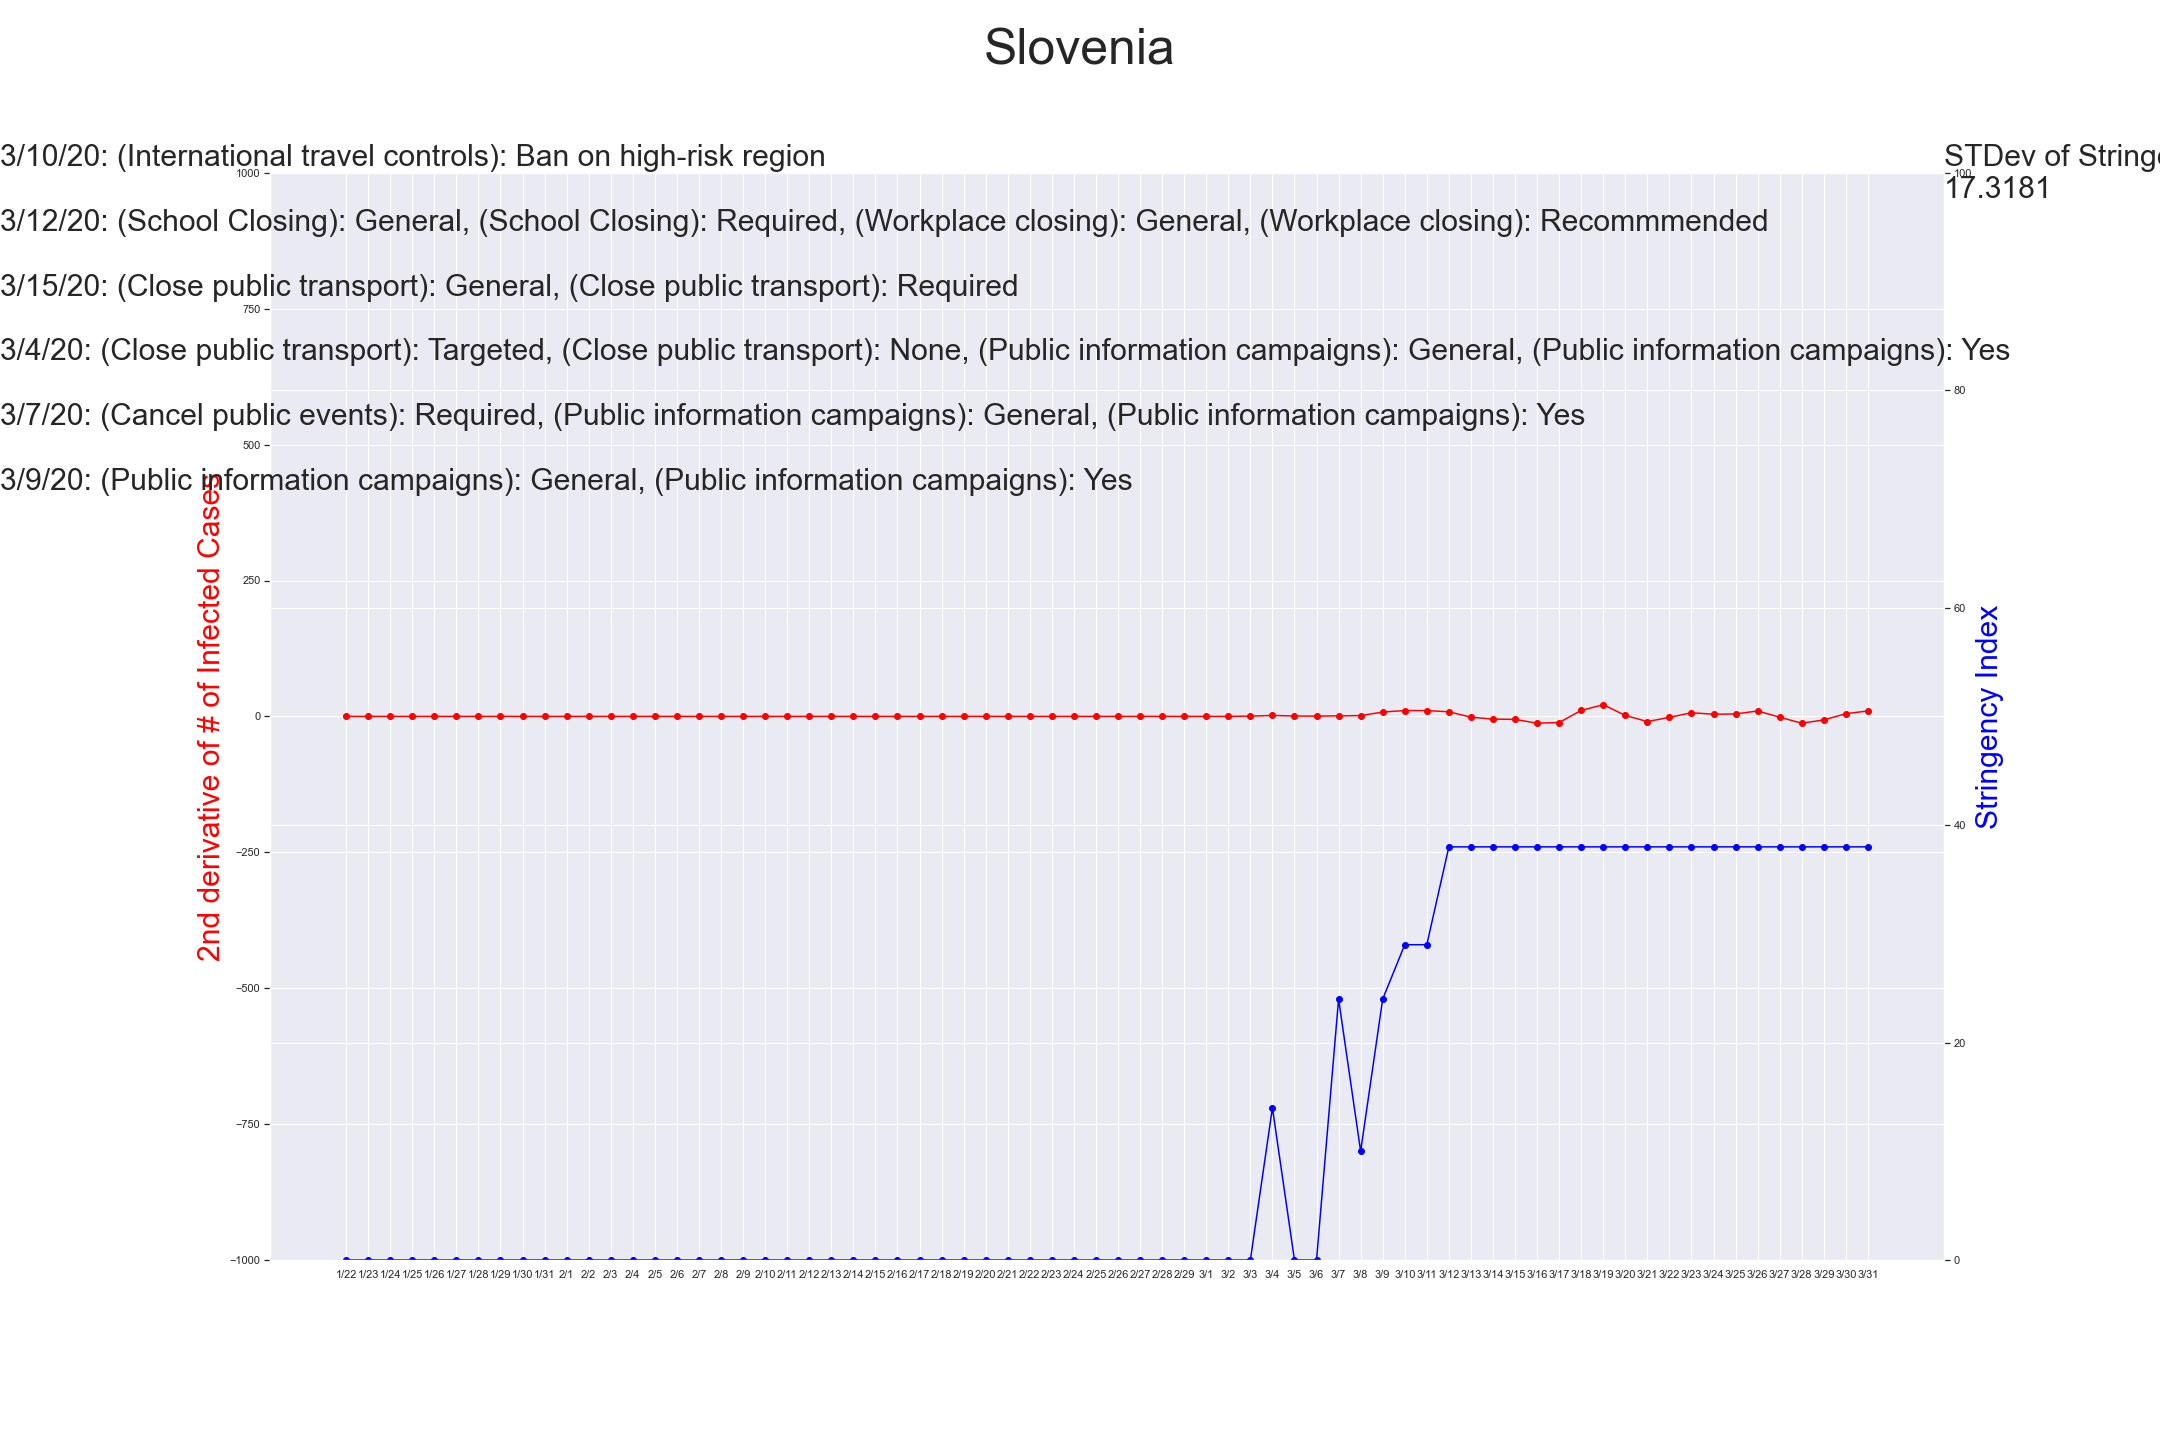 Slovenia
3/10/20: (International travel controls): Ban on high-risk region
STDev of Stringe
17.3181
3/12/20: (School Closing): General, (School Closing): Required, (Workplace closing): General, (Workplace closing): Recommmended
3/15/20: (Close public transport): General, (Close public transport): Required
3/4/20: (Close public transport): Targeted, (Close public transport): None, (Public information campaigns): General, (Public information campaigns): Yes
3/7/20: (Cancel public events): Required, (Public information campaigns): General, (Public information campaigns): Yes
3/9/20: (Public information campaigns): General, (Public information campaigns): Yes
2nd derivative of # of Infected Cases
1000
750
500
250
0
−250
−500
−750
−1000
100
80
60
40
20
0
Stringency Index
1/22 1/23 1/24 1/25 1/26 1/27 1/28 1/29 1/30 1/31 2/1 2/2 2/3 2/4 2/5 2/6 2/7 2/8 2/9 2/10 2/11 2/12 2/13 2/14 2/15 2/16 2/17 2/18 2/19 2/20 2/21 2/22 2/23 2/24 2/25 2/26 2/27 2/28 2/29 3/1 3/2 3/3 3/4 3/5 3/6 3/7 3/8 3/9 3/10 3/11 3/12 3/13 3/14 3/15 3/16 3/17 3/18 3/19 3/20 3/21 3/22 3/23 3/24 3/25 3/26 3/27 3/28 3/29 3/30 3/31